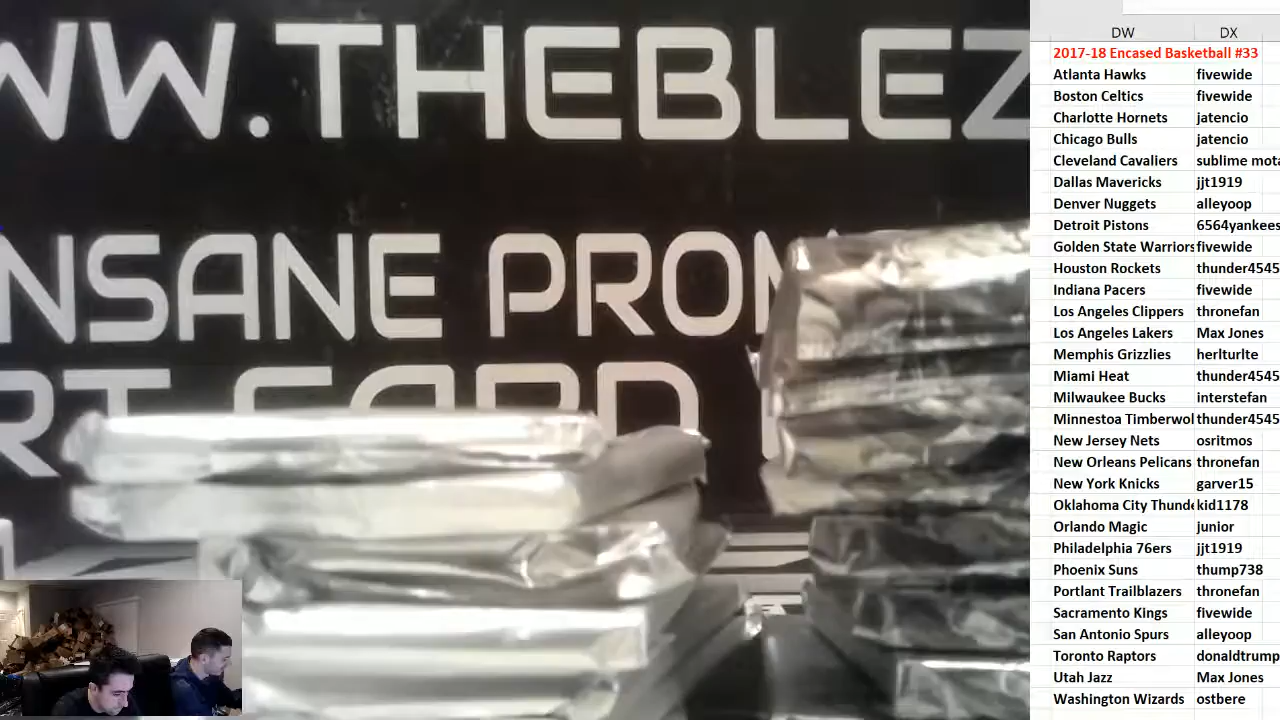 WW.THEBLEZ
INSANE PROM
RT CARD
DW DX
2017-18 Encased Basketball #33
Atlanta Hawks fivewide
Boston Celtics fivewide
Charlotte Hornets jatencio
Chicago Bulls jatencio
Cleveland Cavaliers sublime mota
Dallas Mavericks jjt1919
Denver Nuggets alleyoop
Detroit Pistons 6564yankees
Golden State Warriors fivewide
Houston Rockets thunder4545
Indiana Pacers fivewide
Los Angeles Clippers thronefan
Los Angeles Lakers Max Jones
Memphis Grizzlies herlturlte
Miami Heat thunder4545
Milwaukee Bucks interstefan
Minnestoa Timberwol thunder4545
New Jersey Nets osritmos
New Orleans Pelicans thronefan
New York Knicks garver15
Oklahoma City Thunde kid1178
Orlando Magic junior
Philadelphia 76ers jjt1919
Phoenix Suns thump738
Portlant Trailblazers thronefan
Sacramento Kings fivewide
San Antonio Spurs alleyoop
Toronto Raptors donaldtrump
Utah Jazz Max Jones
Washington Wizards ostbere